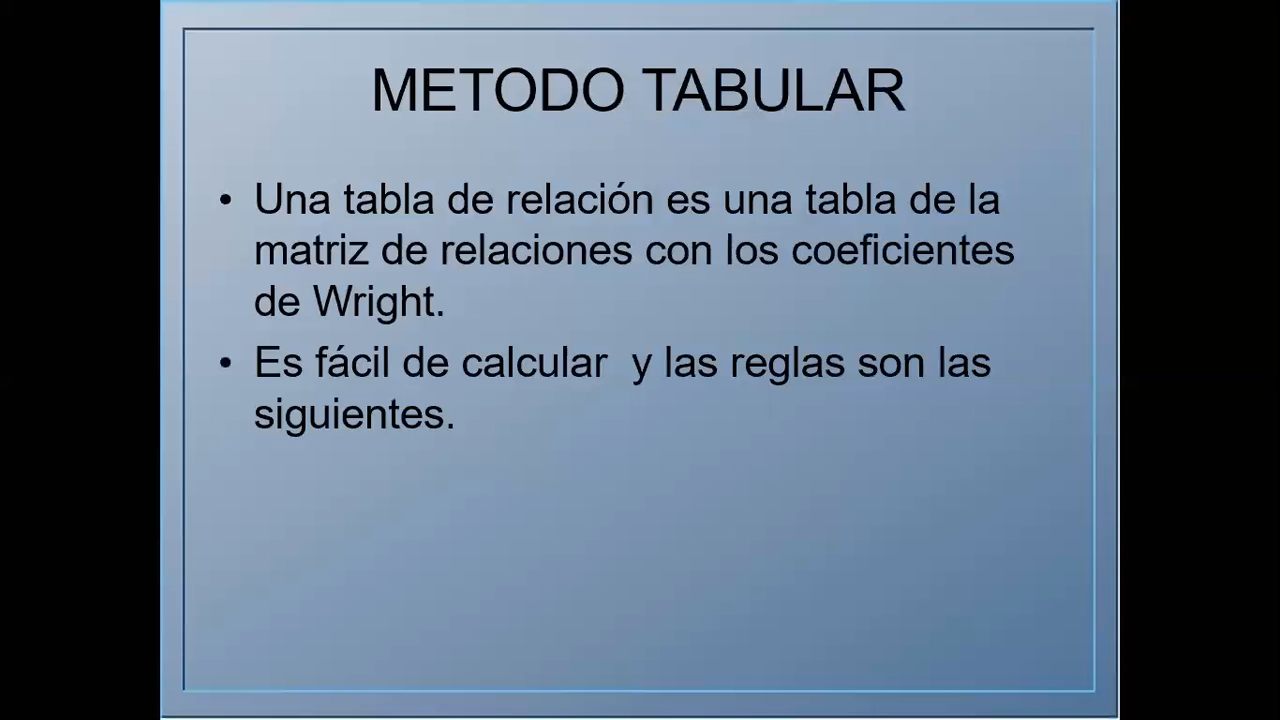 METODO TABULAR
• Una tabla de relación es una tabla de la
matriz de relaciones con los coeficientes
de Wright.
• Es fácil de calcular  y las reglas son las
siguientes.